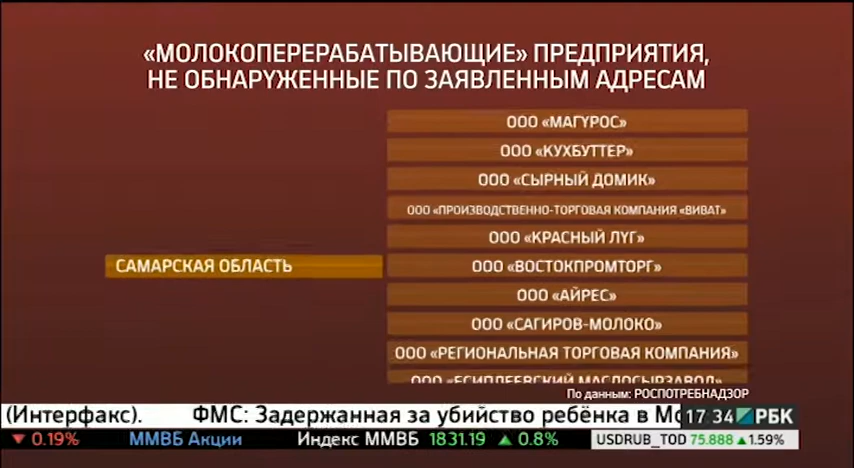 «МОЛОКОПЕРЕРАБАТЫВАЮЩИЕ» ПРЕДПРИЯТИЯ,
НЕ ОБНАРУЖЕННЫЕ ПО ЗАЯВЛЕННЫМ АДРЕСАМ
ООО «МАГУРОС»
ООО «КУХБУТТЕР»
ООО «СЫРНЫЙ ДОМИК»
ООО «ПРОИЗВОДСТВЕННО-ТОРГОВАЯ КОМПАНИЯ «ВИВАТ»
ООО «КРАСНЫЙ ЛУГ»
САМАРСКАЯ ОБЛАСТЬ
ООО «ВОСТОКПРОМТОРГ»
ООО «АЙРЕС»
ООО «САГИРОВ-МОЛОКО»
ООО «РЕГИОНАЛЬНАЯ ТОРГОВАЯ КОМПАНИЯ»
ООО МАСЛОСЫРЗАВОД»
По данным: РОСПОТРЕБНАДЗОР
(Интерфакс). ФМС: Задержанная за убийство ребёнка в Мо 17 34 РБК
▼ 0.19% ММВБ Акции Индекс ММВБ 1831.19 ▲ 0.8% USDRUB_TOD 75.888 ▲ 1.59%